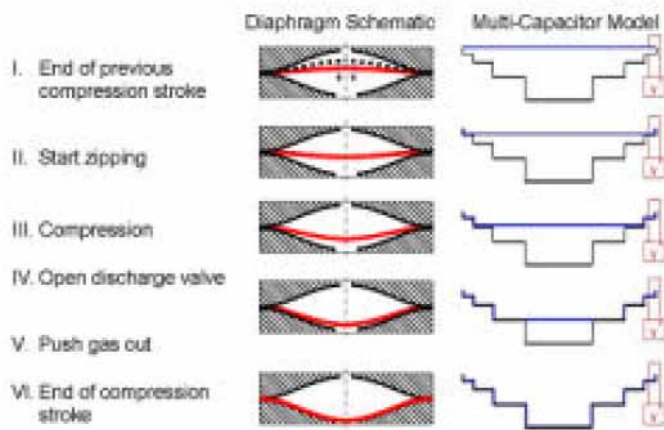 Diaphragm Schematic Multi-Capacitor Model
I. End of previous
compression stroke
II. Start zipping
III. Compression
IV. Open discharge valve
V. Push gas out
VI. End of compression
stroke
V
V
V
V
V